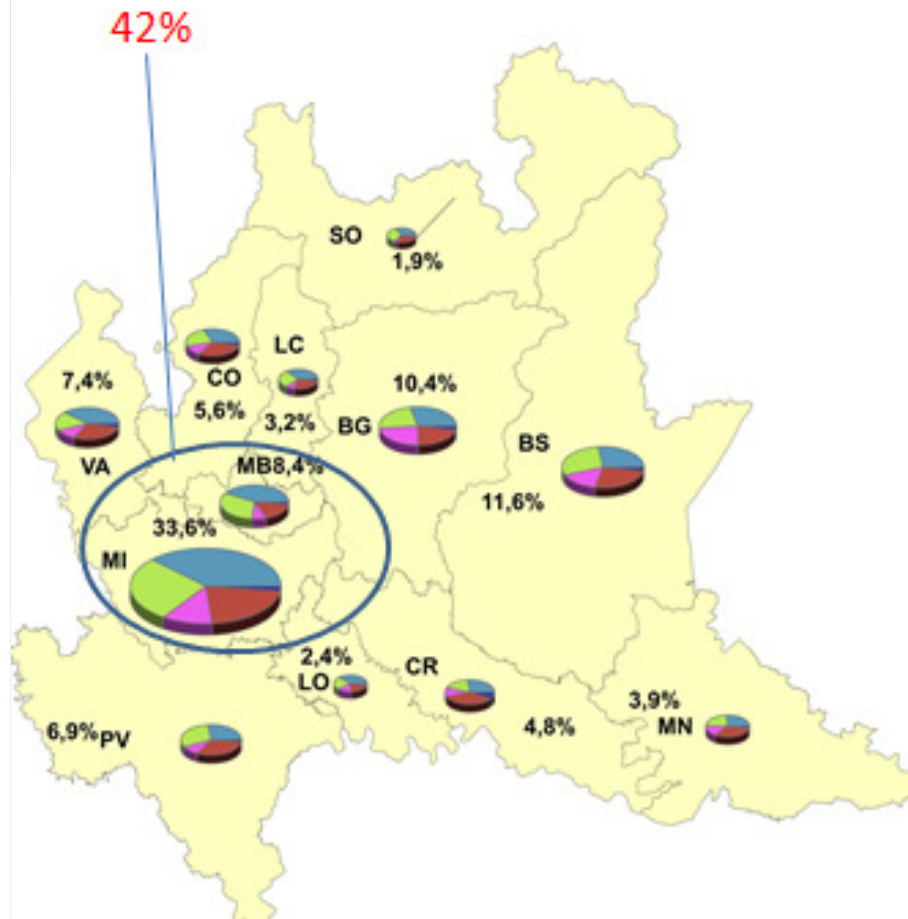 42%
SO
1,9%
LC
CO
5,6%
3,2%
7,4%
VA
10,4%
BG
BS
11,6%
MB8,4%
33,6%
MI
2,4%
LO
CR
4,8%
3,9%
MN
6,9%PV